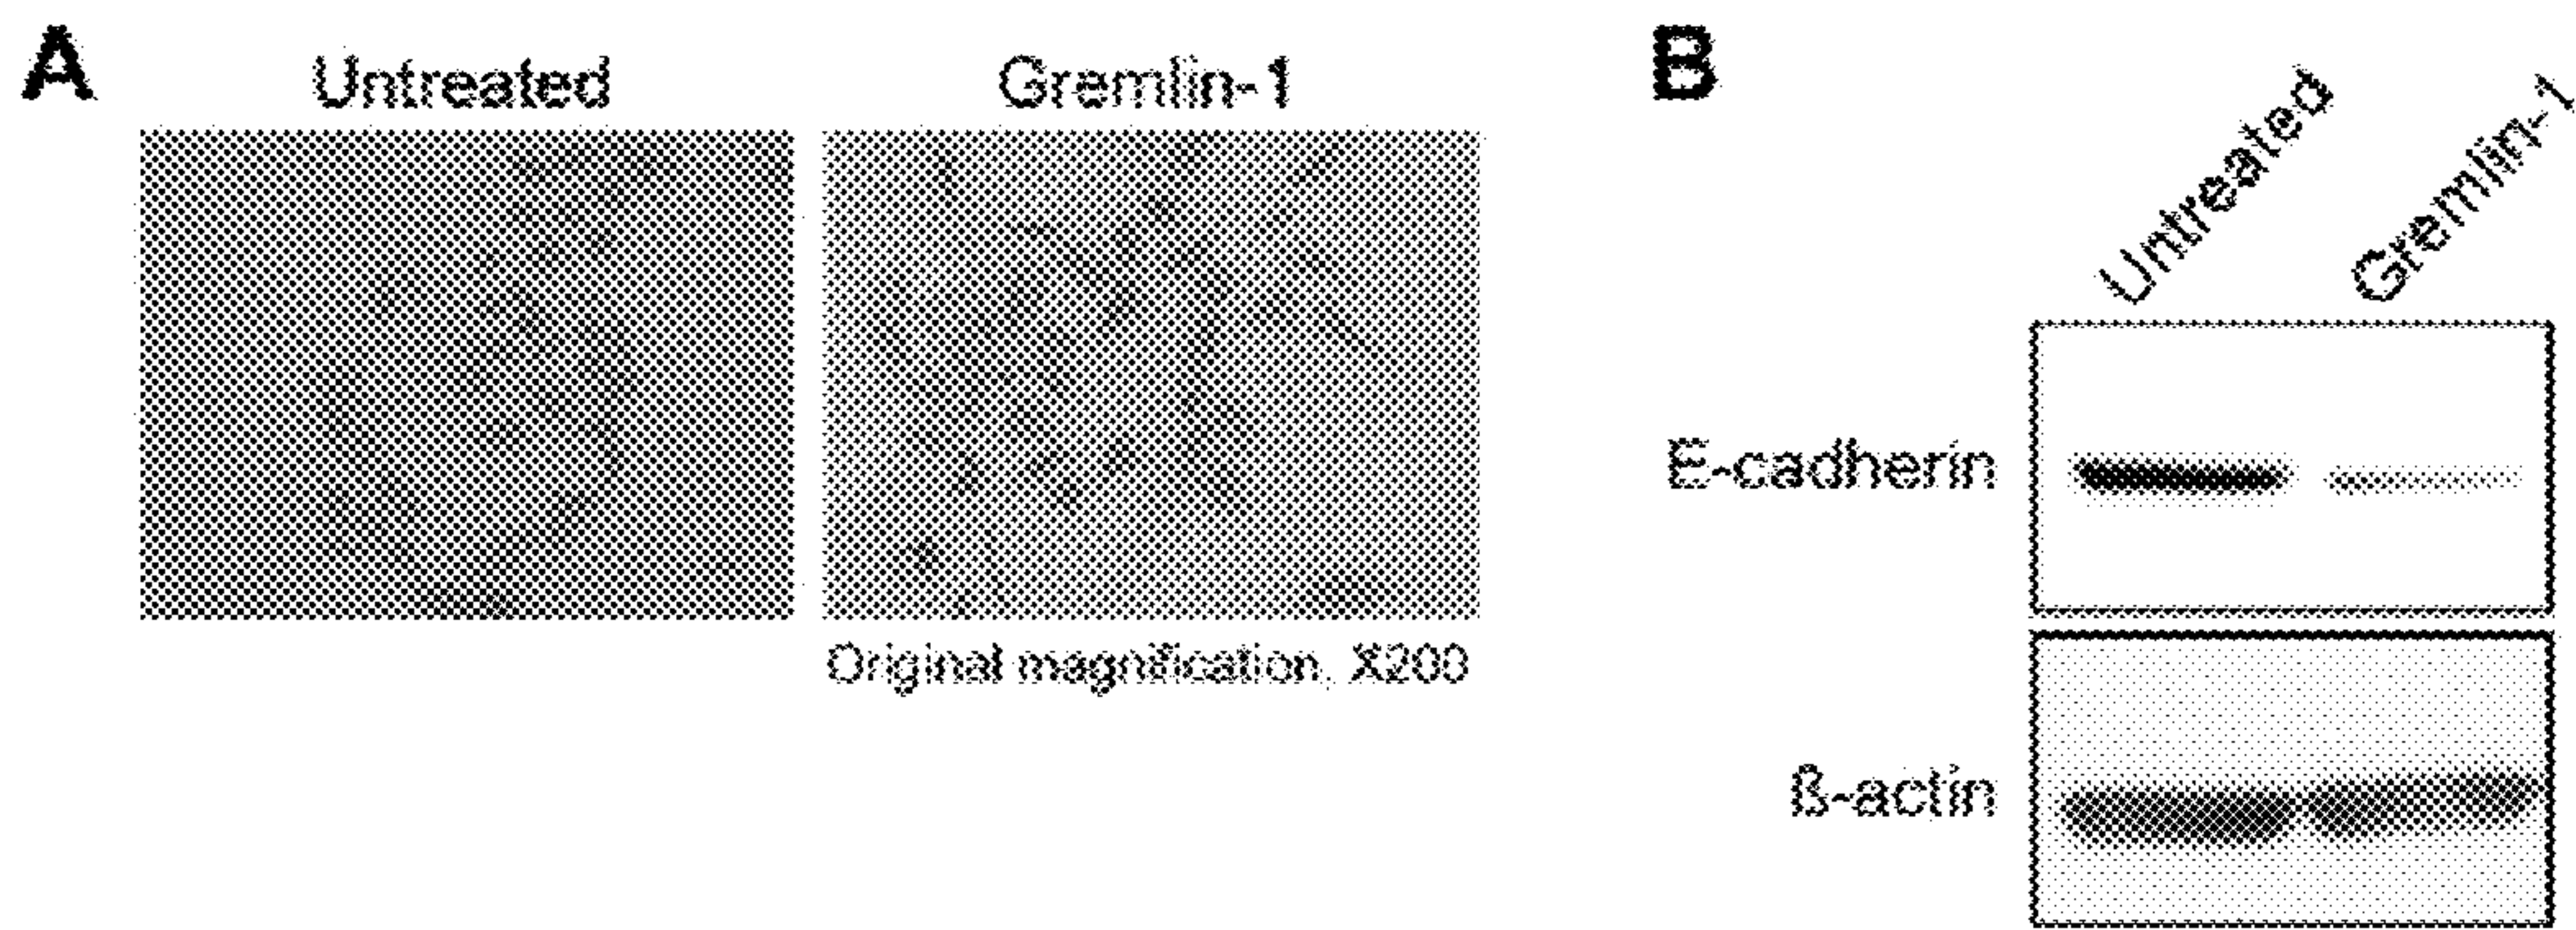 A
Untreated
Gremlin-1
Original magnification, X200
B
Untreated
Gremlin-1
E-cadherin
ß-actin